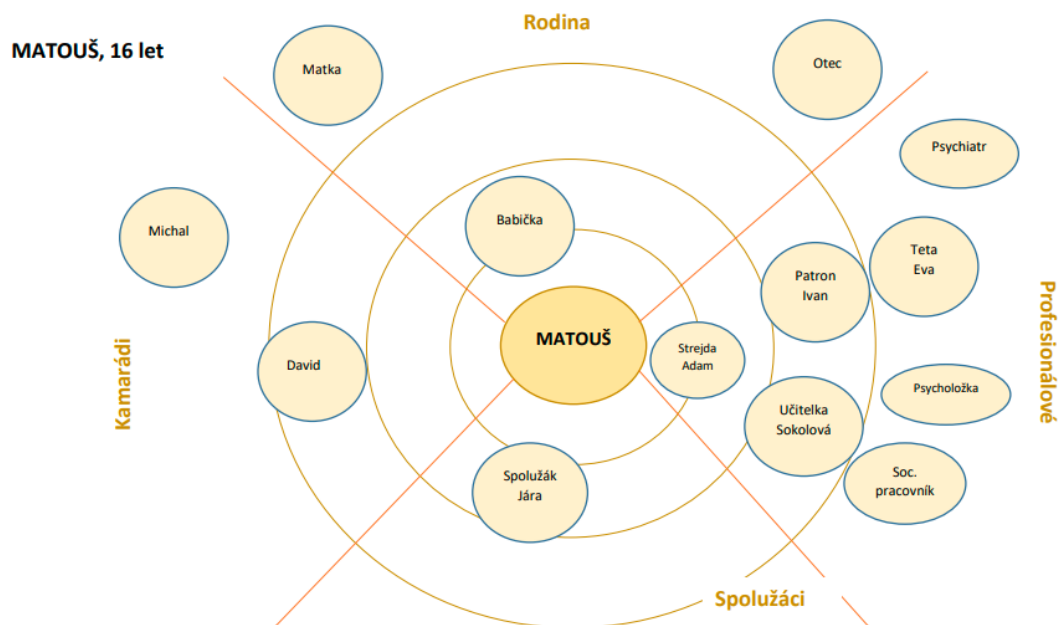 Rodina
MATOUŠ, 16 let
Matka
Otec
Psychiatr
Babička
Michal
Teta
Eva
Patron
Ivan
MATOUŠ
Strejda
Adam
David
Kamarádi
Profesionálové
Psycholožka
Učitelka
Sokolová
Spolužák
Jára
Soc.
pracovník
Spolužáci